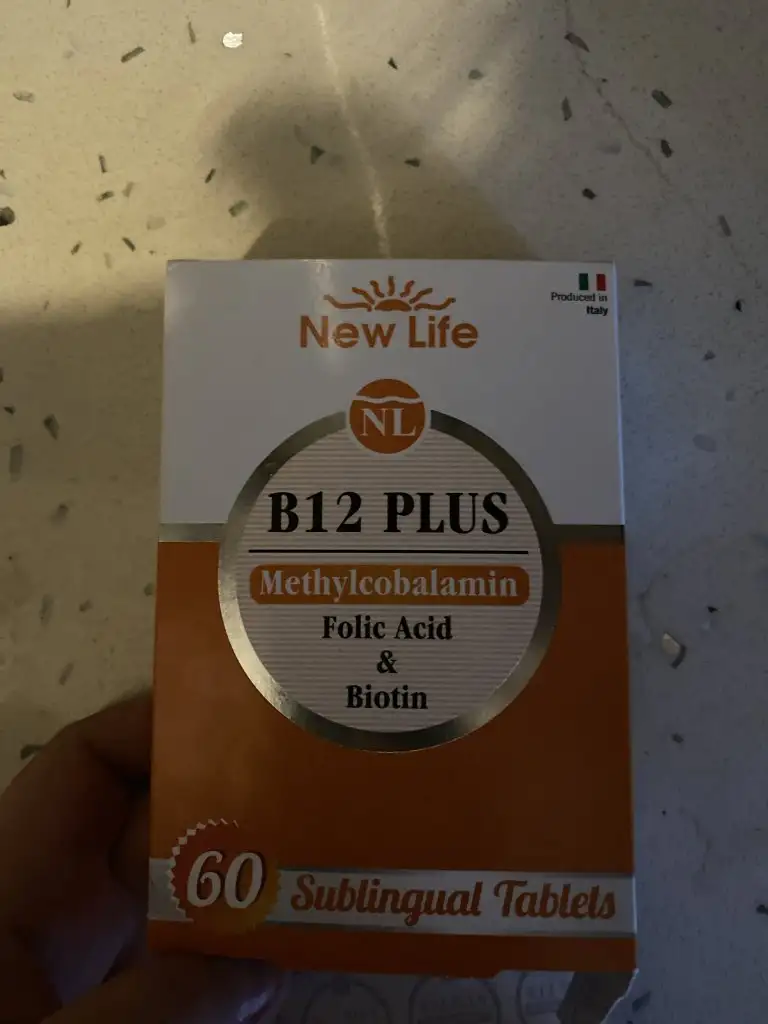 Produced in
Italy
New Life
NL
B12 PLUS
Methylcobalamin
Folic Acid
&
Biotin
60 Sublingual Tablets